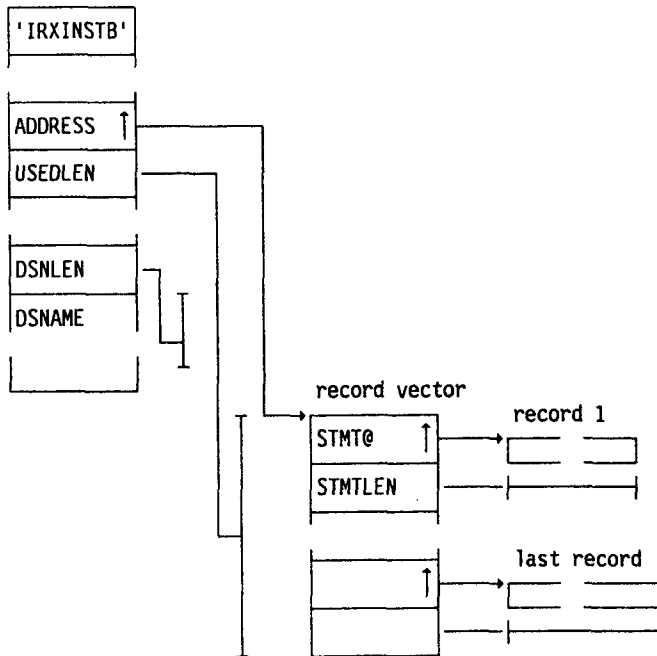 'IRXINSTB'
ADDRESS
USEDLEN
DSNLEN
DSNAME
record vector
record 1
STMT@
STMTLEN
last record